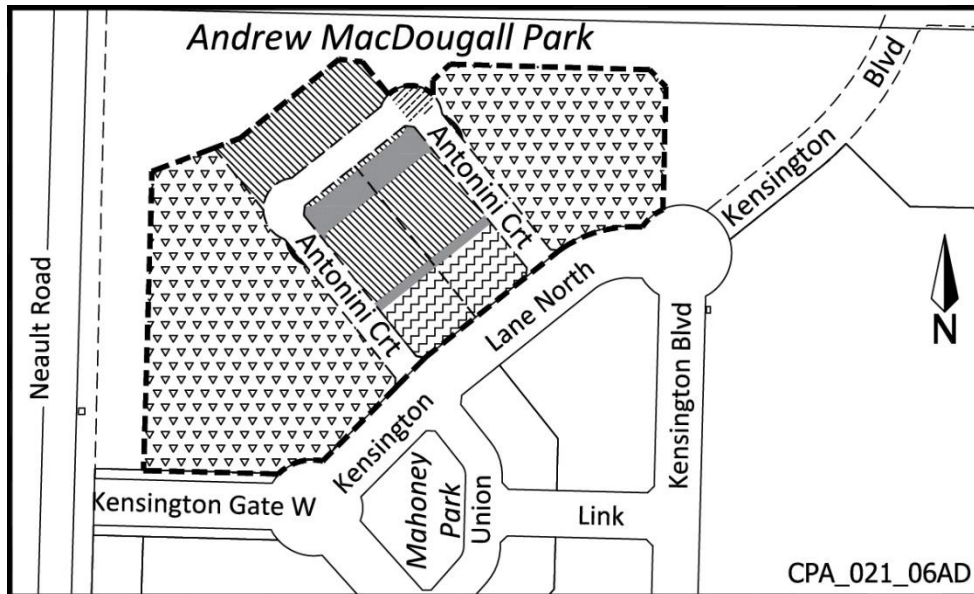 Andrew MacDougall Park
Blvd
Kensington
Antonini Crt
Antonini Crt
Neault Road
Lane North
Kensington
Kensington Blvd
N
Mahoney
Park
Union
Link
Kensington Gate W
CPA_021_06AD